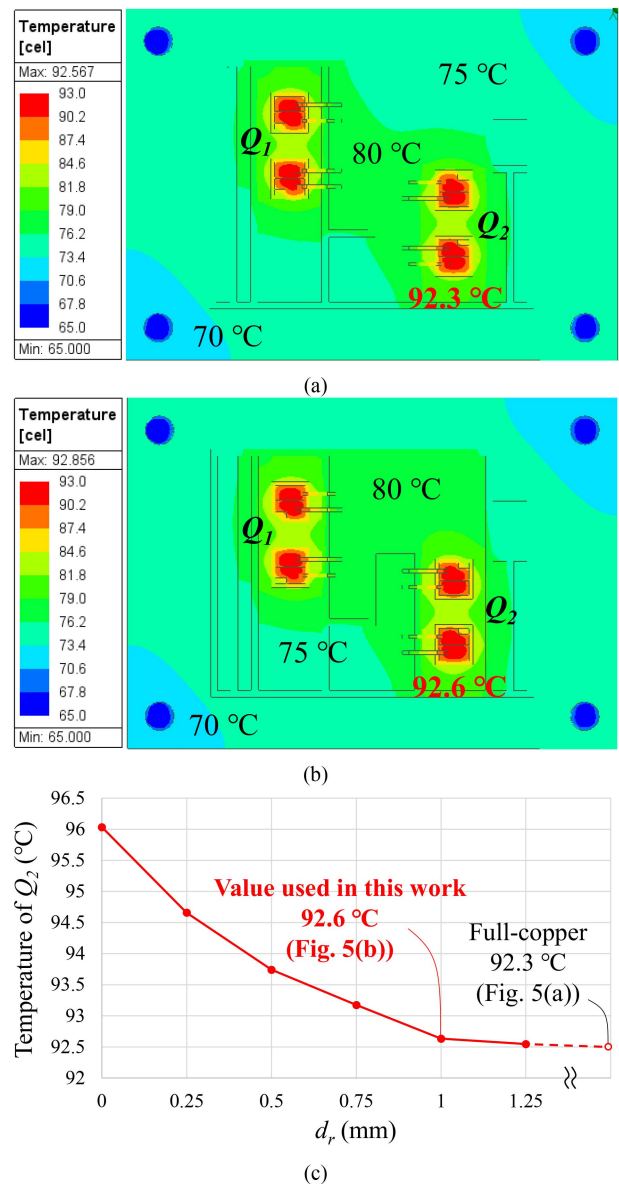 Temperature
[cel]
Max: 92.567
93.0
90.2
87.4
84.6
81.8
79.0
76.2
73.4
70.6
67.8
65.0
Min: 65.000
75 °C
Q1
80 °C
Q2
92.3 °C
70 °C
(a)
Temperature
[cel]
Max: 92.856
93.0
90.2
87.4
84.6
81.8
79.0
76.2
73.4
70.6
67.8
65.0
Min: 65.000
80 °C
Q1
Q2
75 °C
92.6 °C
70 °C
(b)
Temperature of Q2 (°C)
96.5
96
95.5
95
94.5
94
93.5
93
92.5
92
Value used in this work
92.6 °C
(Fig. 5(b))
Full-copper
92.3 °C
(Fig. 5(a))
0
0.25
0.5
0.75
1
1.25
dr (mm)
(c)